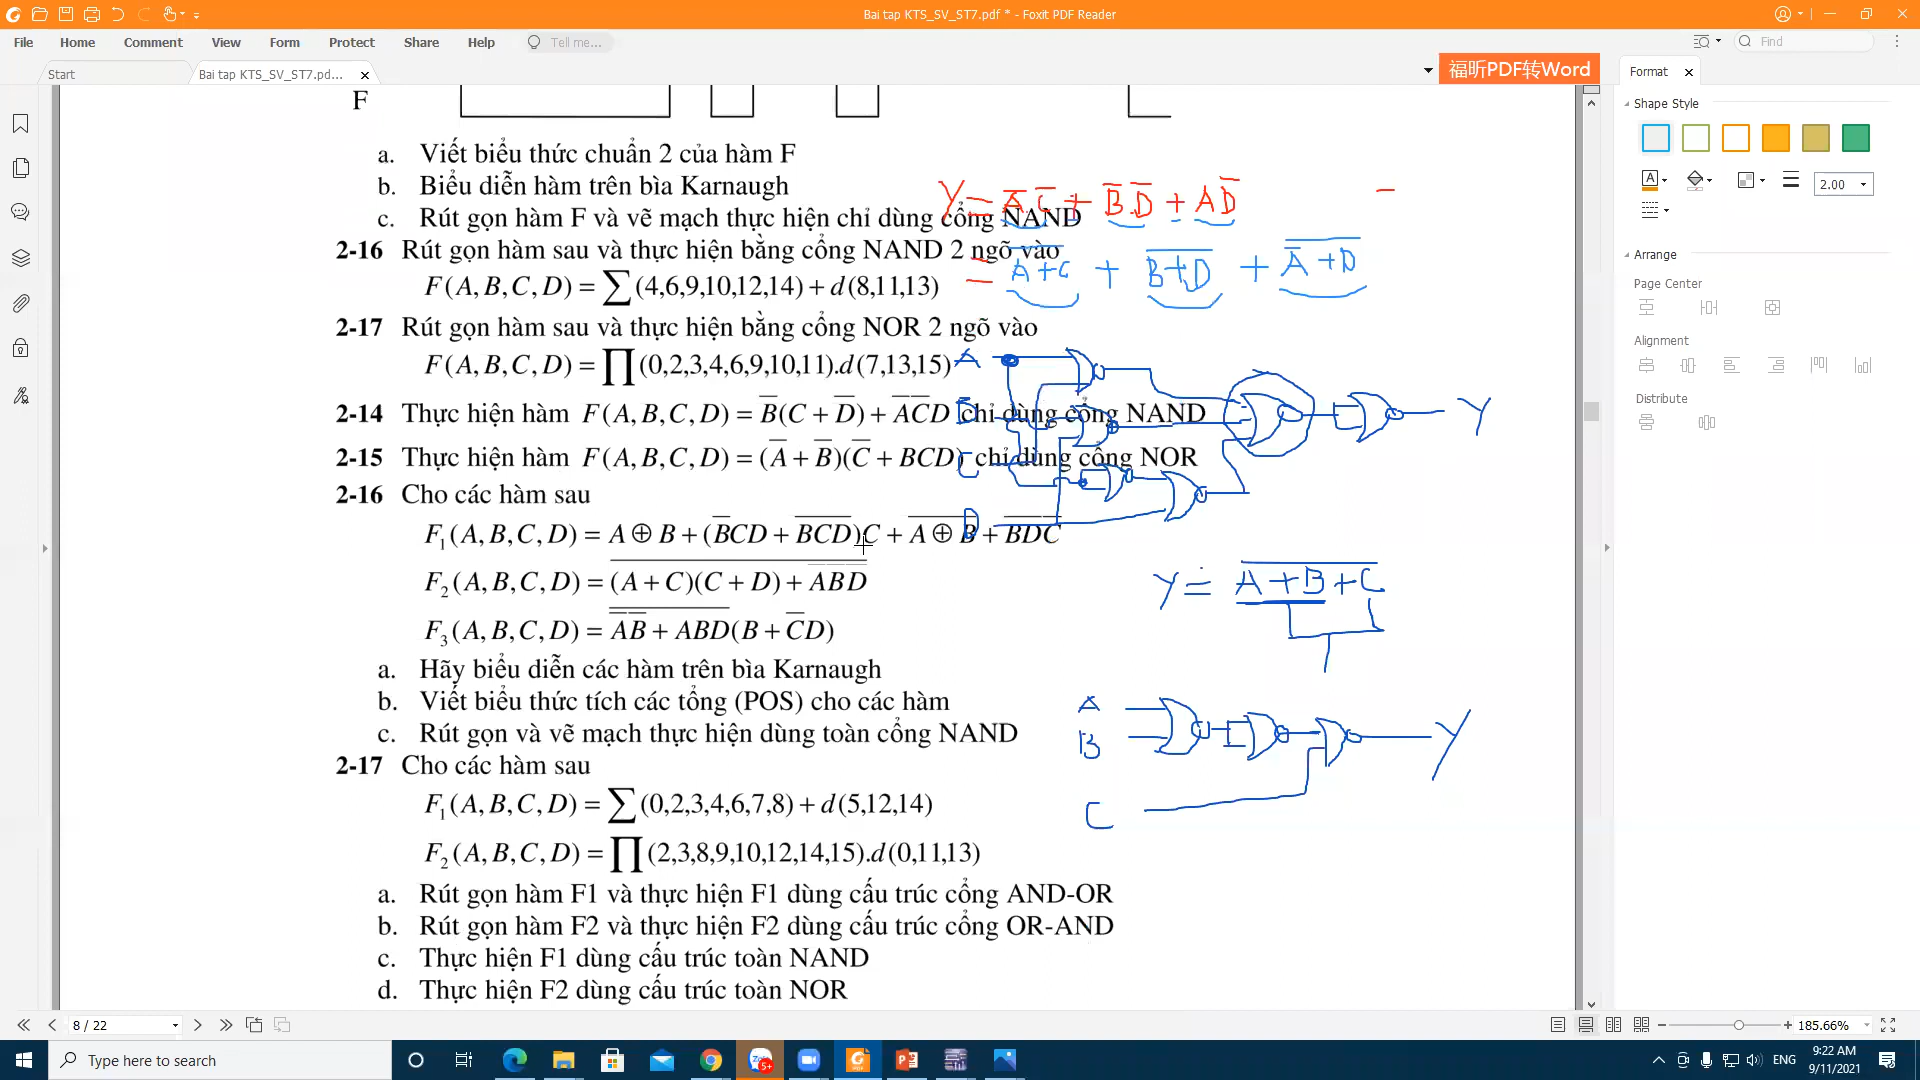 Bai tap KTS_SV_ST7.pdf * - Foxit PDF Reader
File Home Comment View Form Protect Share Help Tell me... Find
Start Bai tap KTS_SV_ST7.pd... 福昕PDF转Word Format
Shape Style
2.00
Arrange
Page Center
Alignment
Distribute
F
a. Viết biểu thức chuẩn 2 của hàm F
b. Biểu diễn hàm trên bìa Karnaugh
c. Rút gọn hàm F và vẽ mạch thực hiện chỉ dùng cổng NAND
Y = A̅.C̅ + B̅.D̅ + AD̅
2-16 Rút gọn hàm sau và thực hiện bằng cổng NAND 2 ngõ vào
F(A,B,C,D) = ∑(4,6,9,10,12,14) + d(8,11,13)
= \overline{A+C} + \overline{B+D} + \overline{A̅+D}
2-17 Rút gọn hàm sau và thực hiện bằng cổng NOR 2 ngõ vào
F(A,B,C,D) = ∏(0,2,3,4,6,9,10,11).d(7,13,15)
A
B
C
D
Y
2-14 Thực hiện hàm F(A,B,C,D) = B̅(C + D̅) + A̅C̅D chỉ dùng cổng NAND
2-15 Thực hiện hàm F(A,B,C,D) = (A̅ + B̅)(C̅ + BCD) chỉ dùng cổng NOR
2-16 Cho các hàm sau
F₁(A,B,C,D) = A ⊕ B + (B̅CD + \overline{BCD})C + \overline{A ⊕ B} + \overline{BDC}
F₂(A,B,C,D) = \overline{(A + C)(C + D) + \overline{ABD}}
Y = \overline{A+B+C}
F₃(A,B,C,D) = \overline{A̅B̅ + ABD}(B + C̅D)
a. Hãy biểu diễn các hàm trên bìa Karnaugh
b. Viết biểu thức tích các tổng (POS) cho các hàm
c. Rút gọn và vẽ mạch thực hiện dùng toàn cổng NAND
A
B
C
Y
2-17 Cho các hàm sau
F₁(A,B,C,D) = ∑(0,2,3,4,6,7,8) + d(5,12,14)
F₂(A,B,C,D) = ∏(2,3,8,9,10,12,14,15).d(0,11,13)
a. Rút gọn hàm F1 và thực hiện F1 dùng cấu trúc cổng AND-OR
b. Rút gọn hàm F2 và thực hiện F2 dùng cấu trúc cổng OR-AND
c. Thực hiện F1 dùng cấu trúc toàn NAND
d. Thực hiện F2 dùng cấu trúc toàn NOR
8 / 22 185.66%
Type here to search
5+
ENG
9:22 AM
9/11/2021